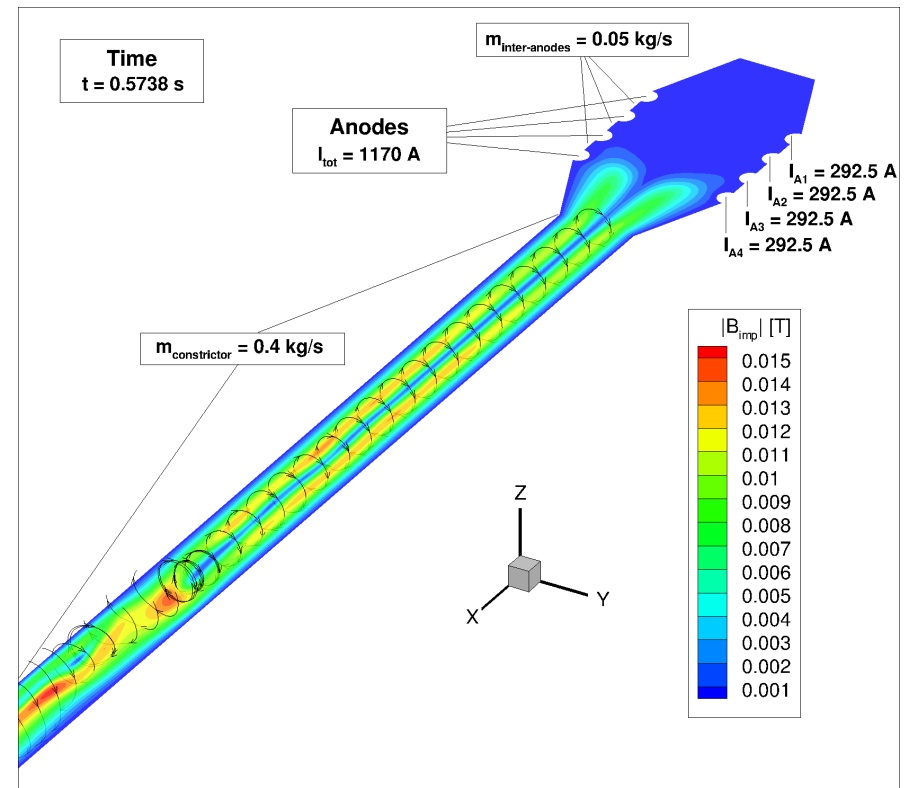 m_inter-anodes = 0.05 kg/s
Time
t = 0.5738 s
Anodes
I_tot = 1170 A
I_A1 = 292.5 A
I_A2 = 292.5 A
I_A3 = 292.5 A
I_A4 = 292.5 A
m_constrictor = 0.4 kg/s
|B_imp| [T]
0.015
0.014
0.013
0.012
0.011
0.01
0.009
0.008
0.007
0.006
0.005
0.004
0.003
0.002
0.001
Z
Y
X